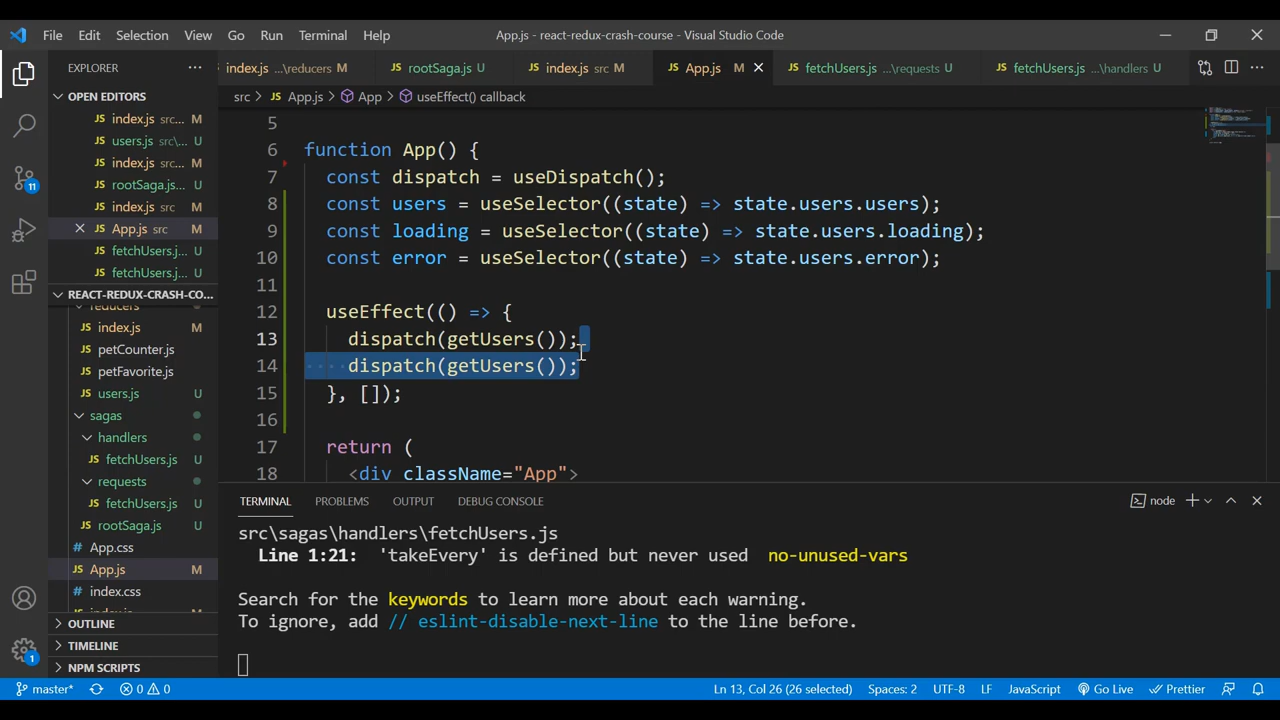 File Edit Selection View Go Run Terminal Help App.js - react-redux-crash-course - Visual Studio Code
EXPLORER ...
index.js ...\reducers M rootSaga.js U index.js src M App.js M fetchUsers.js ...\requests U fetchUsers.js ...\handlers U
src > App.js > App > useEffect() callback
OPEN EDITORS
index.js src... M
users.js src\... U
index.js src... M
rootSaga.js... U
index.js src M
App.js src M
fetchUsers.j... U
fetchUsers.j... U
REACT-REDUX-CRASH-CO...
reducers
index.js M
petCounter.js
petFavorite.js
users.js U
sagas
handlers
fetchUsers.js U
requests
fetchUsers.js U
rootSaga.js U
App.css
App.js M
index.css
OUTLINE
TIMELINE
NPM SCRIPTS
11
1
5
6 function App() {
7 const dispatch = useDispatch();
8 const users = useSelector((state) => state.users.users);
9 const loading = useSelector((state) => state.users.loading);
10 const error = useSelector((state) => state.users.error);
11
12 useEffect(() => {
13 dispatch(getUsers());
14 dispatch(getUsers());
15 }, []);
16
17 return (
18 <div className="App">
TERMINAL PROBLEMS OUTPUT DEBUG CONSOLE node
src\sagas\handlers\fetchUsers.js
Line 1:21: 'takeEvery' is defined but never used no-unused-vars
Search for the keywords to learn more about each warning.
To ignore, add // eslint-disable-next-line to the line before.
master* 0 0 Ln 13, Col 26 (26 selected) Spaces: 2 UTF-8 LF JavaScript Go Live Prettier